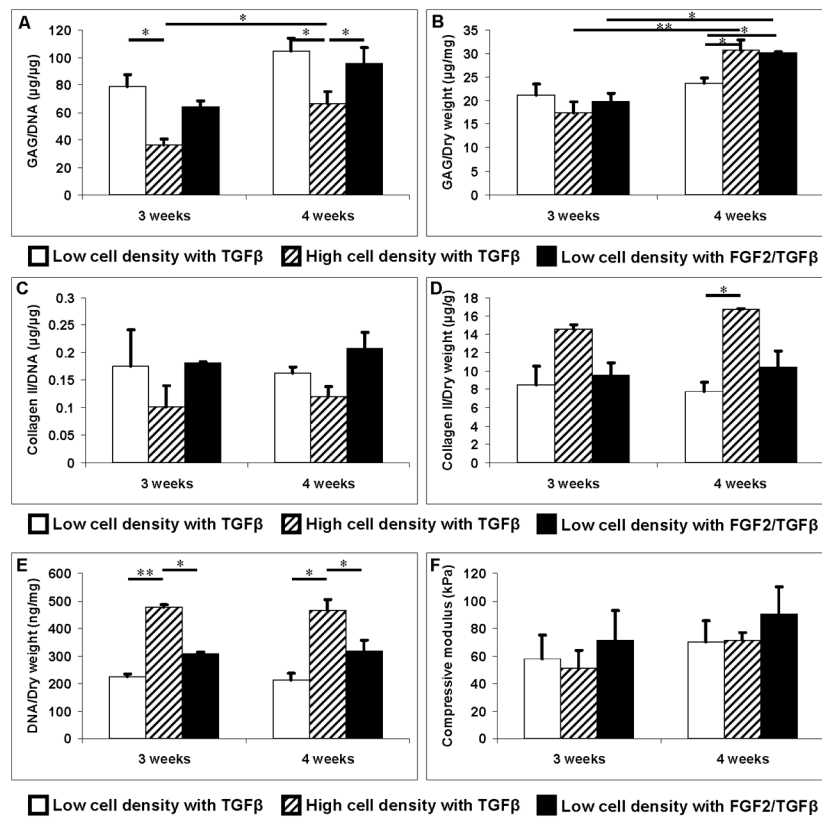 A
GAG/DNA (µg/µg)
120
100
80
60
40
20
0
*
*
*
*
3 weeks
4 weeks
B
GAG/Dry weight (µg/mg)
35
30
25
20
15
10
5
0
*
**
*
*
3 weeks
4 weeks
Low cell density with TGFβ
High cell density with TGFβ
Low cell density with FGF2/TGFβ
C
Collagen II/DNA (µg/µg)
0.3
0.25
0.2
0.15
0.1
0.05
0
3 weeks
4 weeks
D
Collagen II/Dry weight (µg/g)
18
16
14
12
10
8
6
4
2
0
*
3 weeks
4 weeks
Low cell density with TGFβ
High cell density with TGFβ
Low cell density with FGF2/TGFβ
E
DNA/Dry weight (ng/mg)
600
500
400
300
200
100
0
**
*
*
*
3 weeks
4 weeks
F
Compressive modulus (kPa)
120
100
80
60
40
20
0
3 weeks
4 weeks
Low cell density with TGFβ
High cell density with TGFβ
Low cell density with FGF2/TGFβ